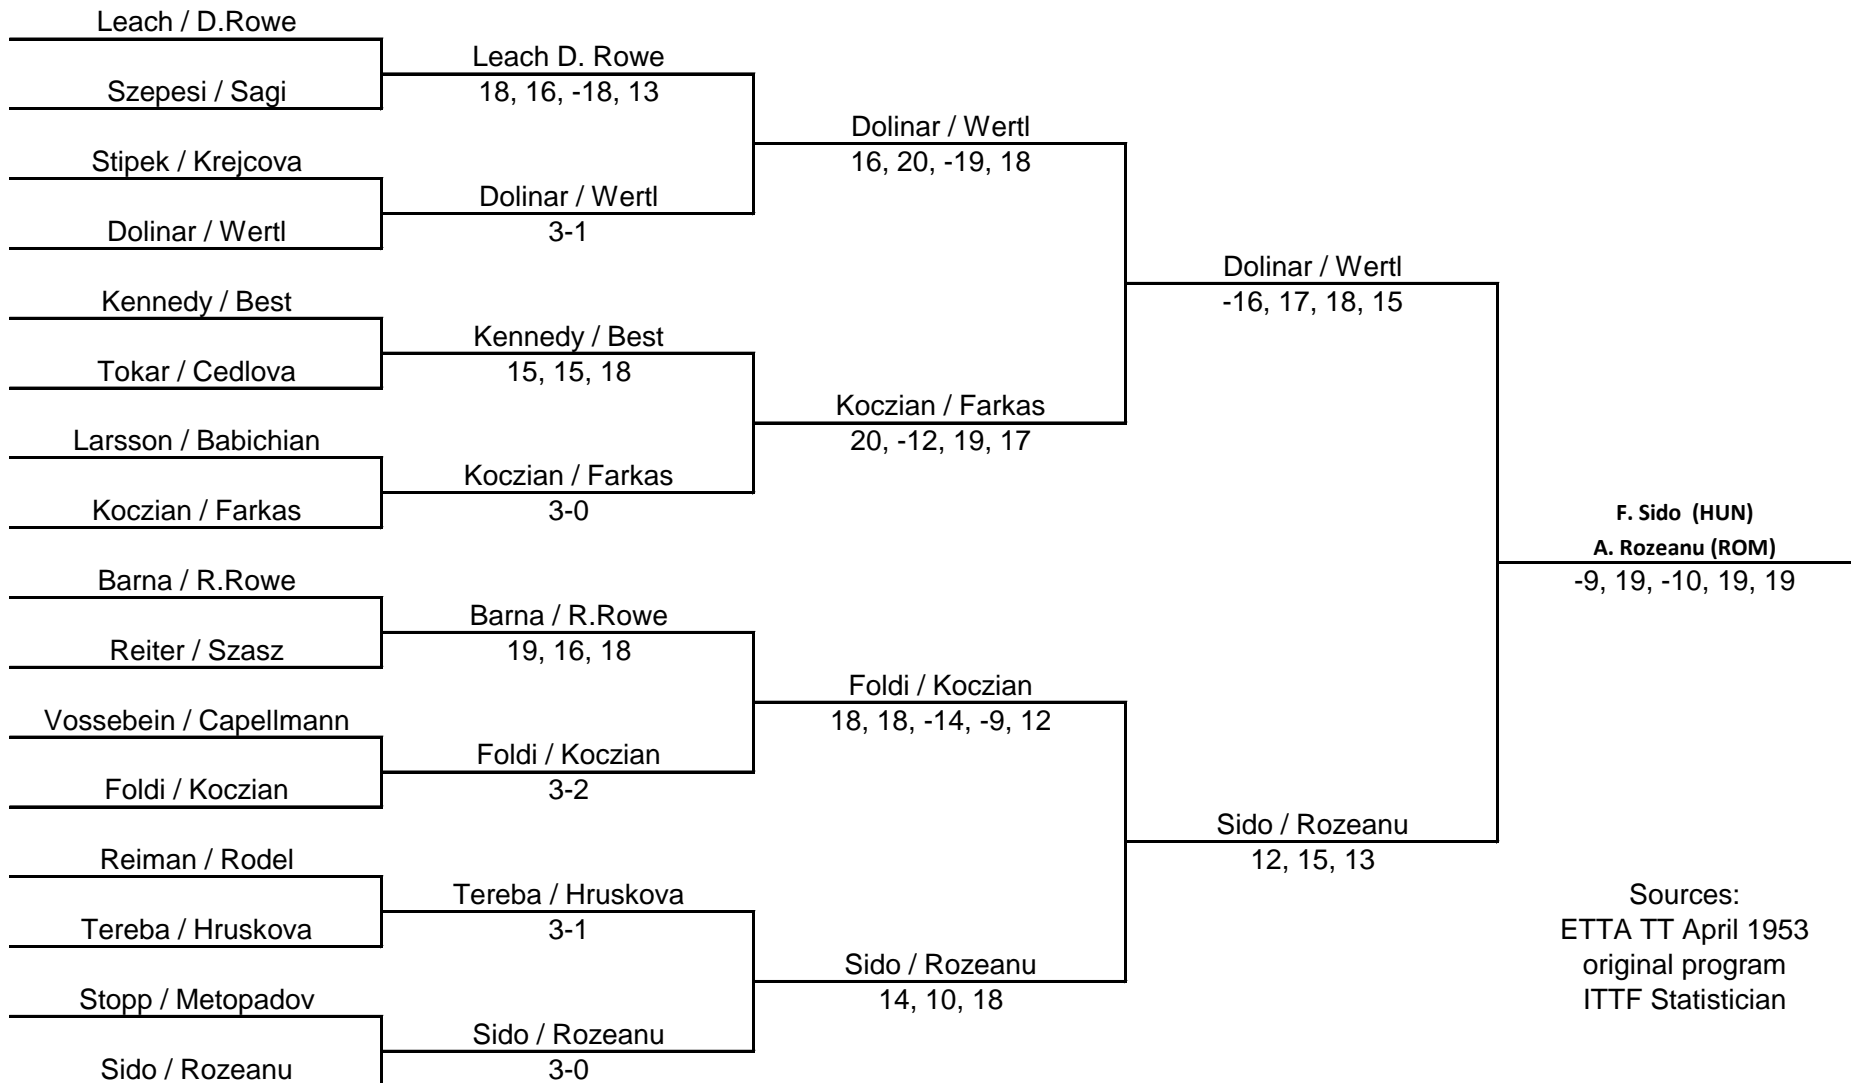 Leach / D.Rowe
Leach D. Rowe
Szepesi / Sagi
18, 16, -18, 13
Dolinar / Wertl
Stipek / Krejcova
16, 20, -19, 18
Dolinar / Wertl
Dolinar / Wertl
3-1
Dolinar / Wertl
Kennedy / Best
-16, 17, 18, 15
Kennedy / Best
Tokar / Cedlova
15, 15, 18
Koczian / Farkas
Larsson / Babichian
20, -12, 19, 17
Koczian / Farkas
Koczian / Farkas
3-0
F. Sido (HUN)
A. Rozeanu (ROM)
Barna / R.Rowe
-9, 19, -10, 19, 19
Barna / R.Rowe
Reiter / Szasz
19, 16, 18
Foldi / Koczian
Vossebein / Capellmann
18, 18, -14, -9, 12
Foldi / Koczian
Foldi / Koczian
3-2
Sido / Rozeanu
Reiman / Rodel
12, 15, 13
Tereba / Hruskova
Sources:
Tereba / Hruskova
3-1
ETTA TT April 1953
Sido / Rozeanu
original program
Stopp / Metopadov
14, 10, 18
ITTF Statistician
Sido / Rozeanu
Sido / Rozeanu
3-0